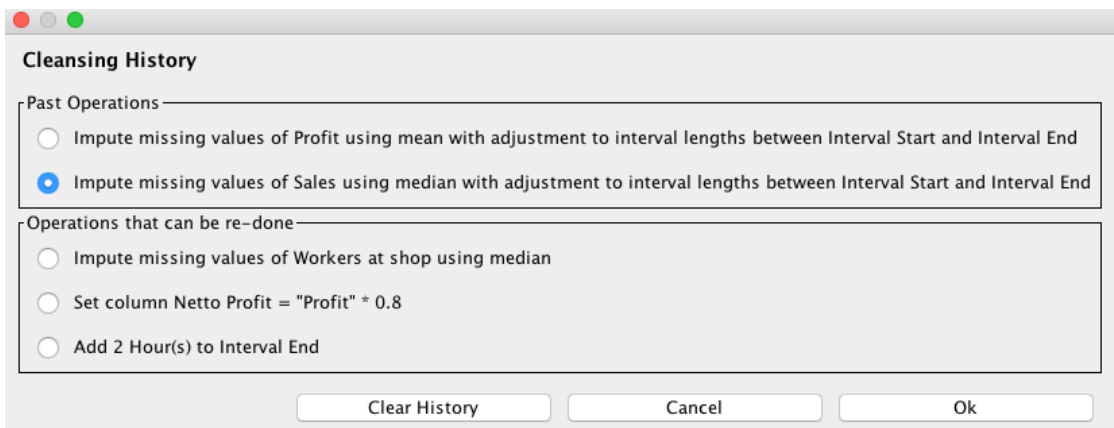 Cleansing History
Past Operations
Impute missing values of Profit using mean with adjustment to interval lengths between Interval Start and Interval End
Impute missing values of Sales using median with adjustment to interval lengths between Interval Start and Interval End
Operations that can be re-done
Impute missing values of Workers at shop using median
Set column Netto Profit = "Profit" * 0.8
Add 2 Hour(s) to Interval End
Clear History Cancel Ok